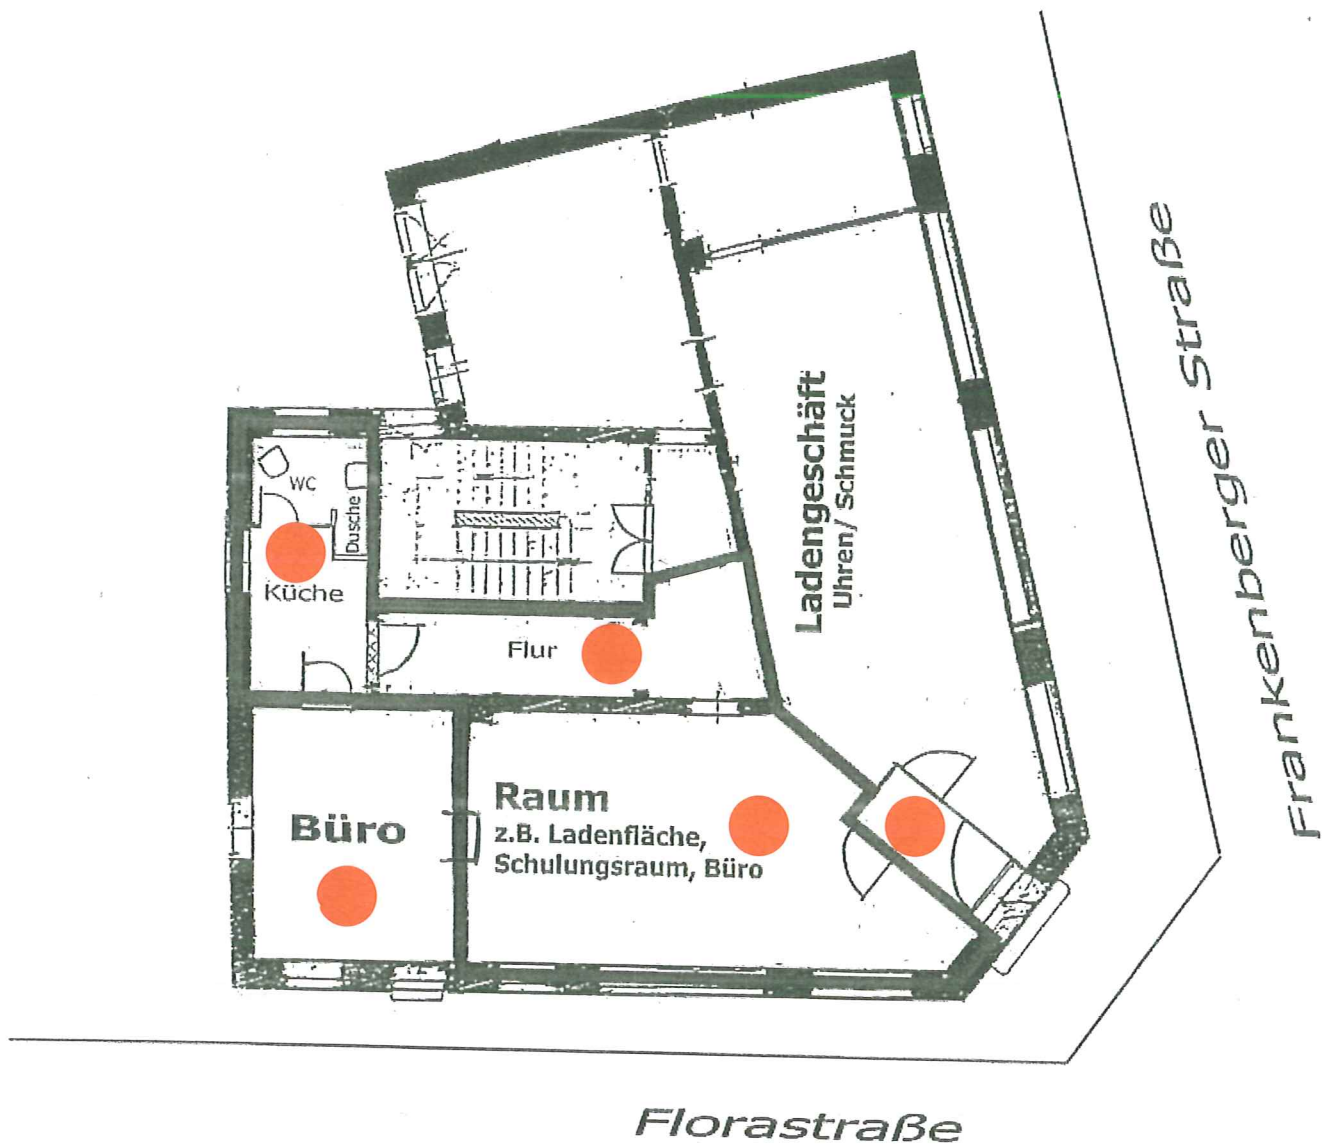 Frankenberger Straße
Ladengeschäft
Uhren/ Schmuck
WC
Dusche
Küche
Flur
Büro
Raum
z.B. Ladenfläche,
Schulungsraum, Büro
Florastraße